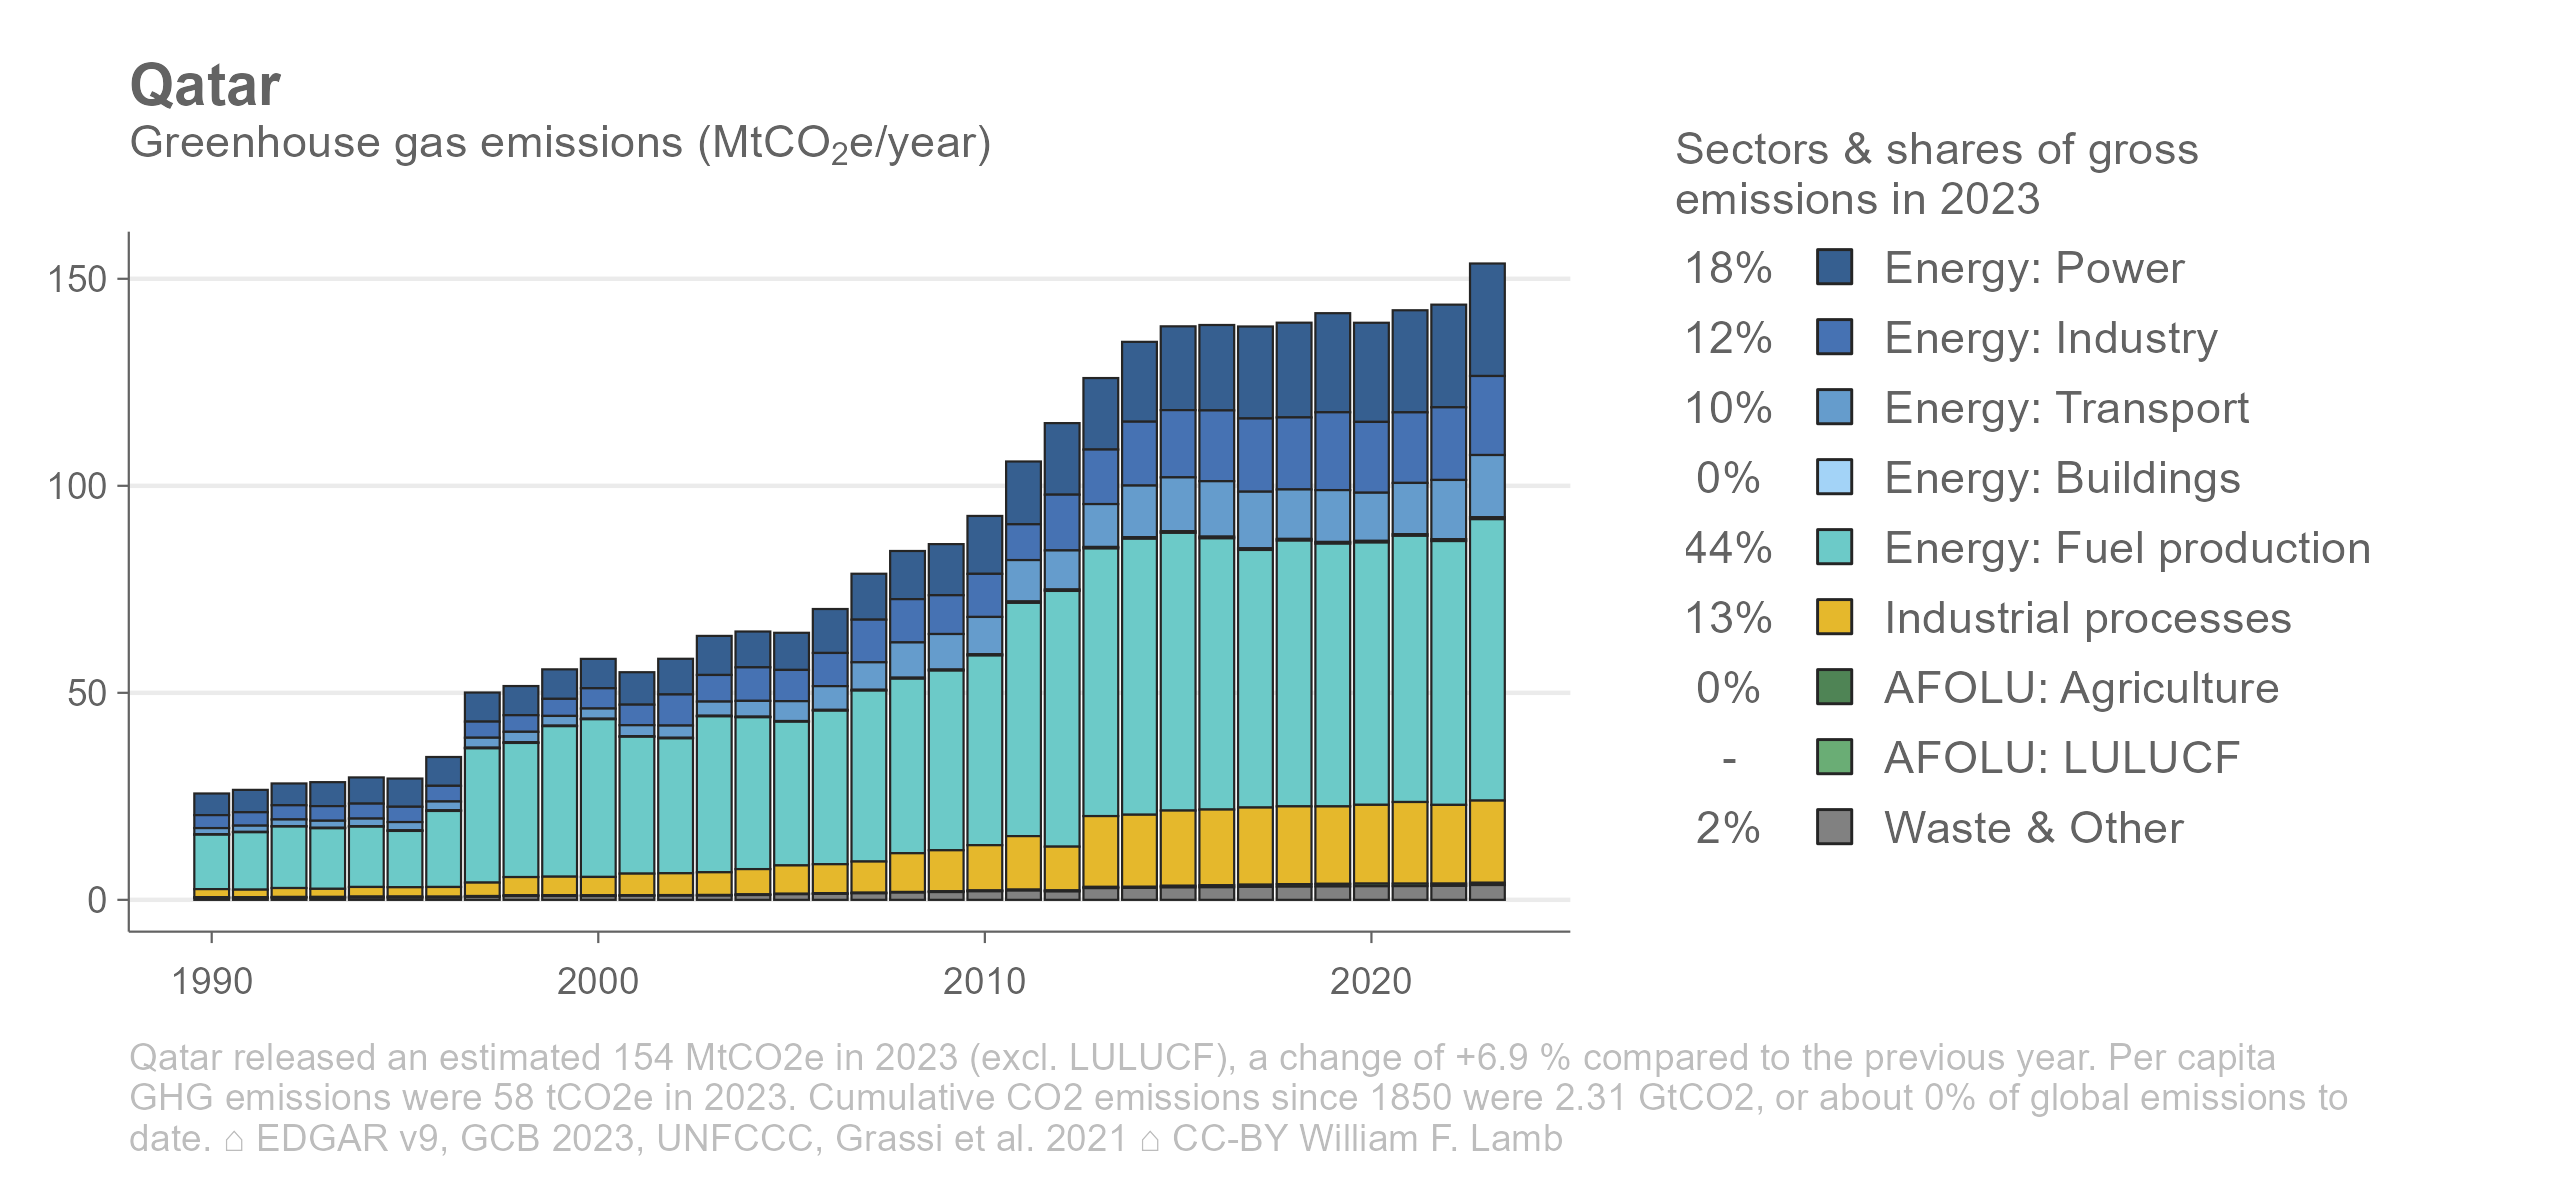 Qatar
Greenhouse gas emissions (MtCO₂e/year)
Sectors & shares of gross
emissions in 2023
18% Energy: Power
12% Energy: Industry
10% Energy: Transport
0% Energy: Buildings
44% Energy: Fuel production
13% Industrial processes
0% AFOLU: Agriculture
- AFOLU: LULUCF
2% Waste & Other
150
100
50
0
1990 2000 2010 2020
Qatar released an estimated 154 MtCO2e in 2023 (excl. LULUCF), a change of +6.9 % compared to the previous year. Per capita
GHG emissions were 58 tCO2e in 2023. Cumulative CO2 emissions since 1850 were 2.31 GtCO2, or about 0% of global emissions to
date. ⌂ EDGAR v9, GCB 2023, UNFCCC, Grassi et al. 2021 ⌂ CC-BY William F. Lamb